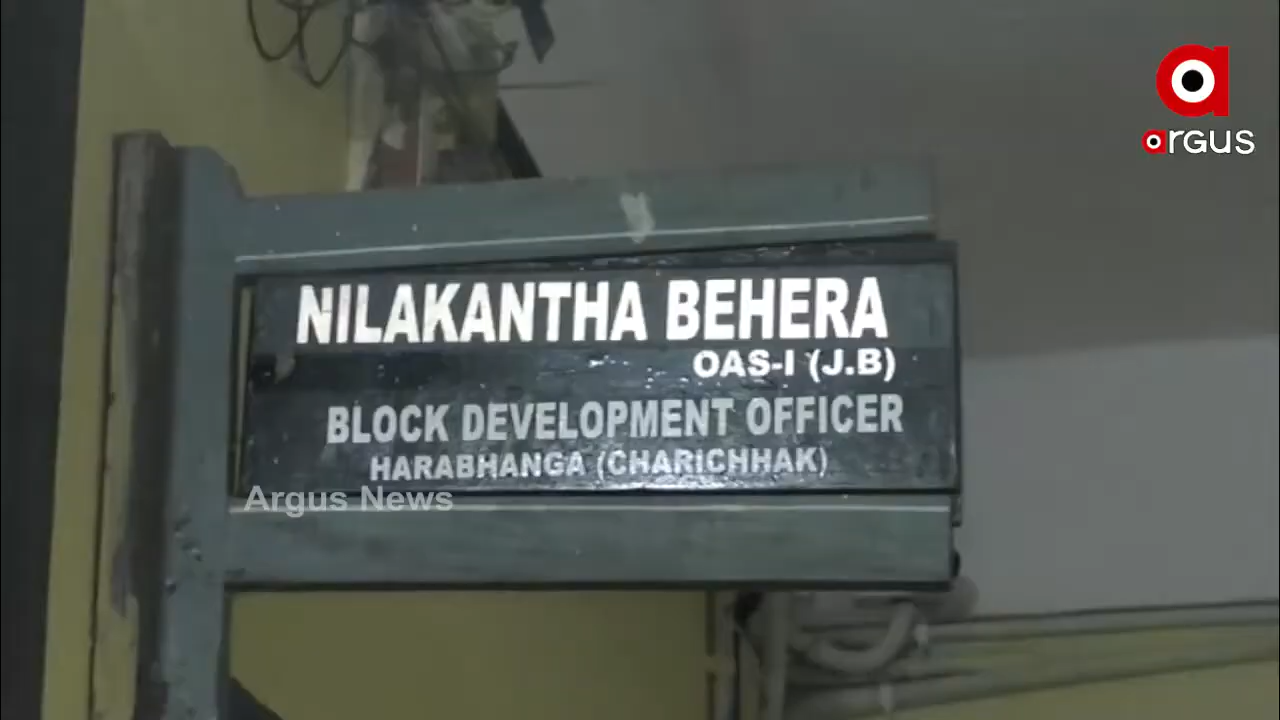 argus
NILAKANTHA BEHERA
OAS-I (J.B)
BLOCK DEVELOPMENT OFFICER
HARABHANGA (CHARICHHAK)
Argus News